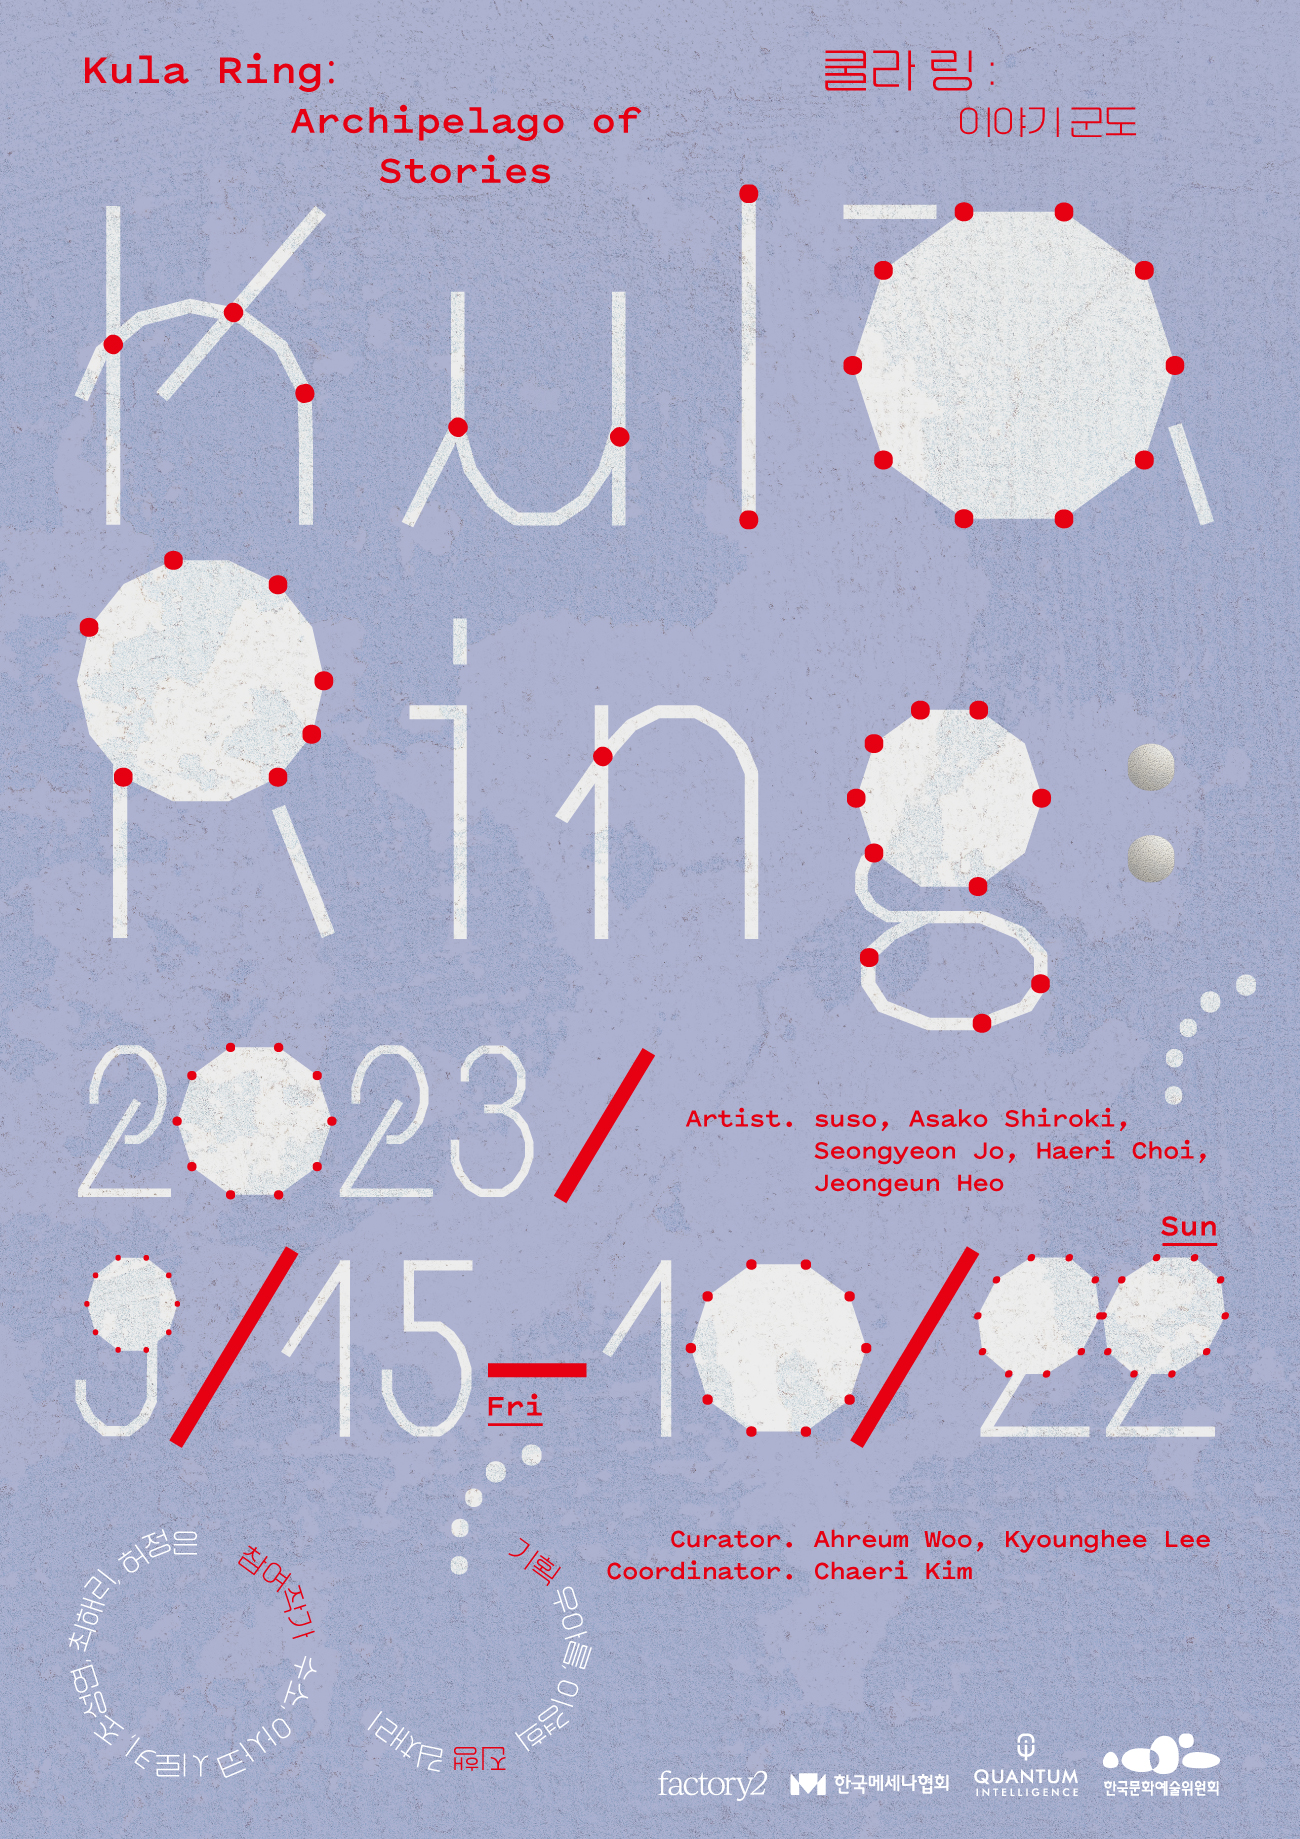 Kula Ring:
Archipelago of
Stories
쿨라 링 :
이야기 군도
Kula
Ring:
2023/
Artist. suso, Asako Shiroki,
Seongyeon Jo, Haeri Choi,
Jeongeun Heo
9/15—10/22
Fri
Sun
Curator. Ahreum Woo, Kyounghee Lee
Coordinator. Chaeri Kim
참여작가 수소, 아사코 시로키, 조성연, 최해리, 허정은
기획 우아름, 이경희
진행 김채리
factory2
한국메세나협회
QUANTUM
INTELLIGENCE
한국문화예술위원회